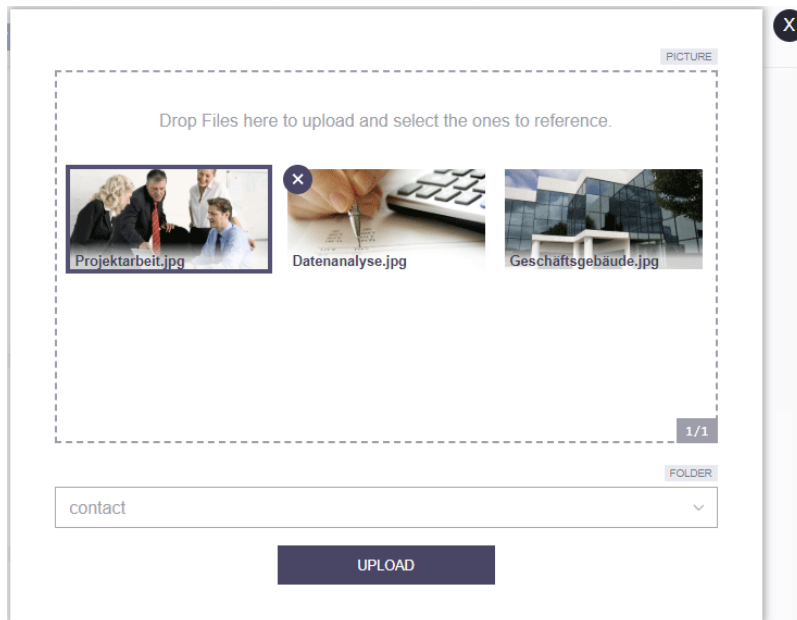 X
PICTURE
Drop Files here to upload and select the ones to reference.
Projektarbeit.jpg
Datenanalyse.jpg
Geschäftsgebäude.jpg
1/1
FOLDER
contact
UPLOAD